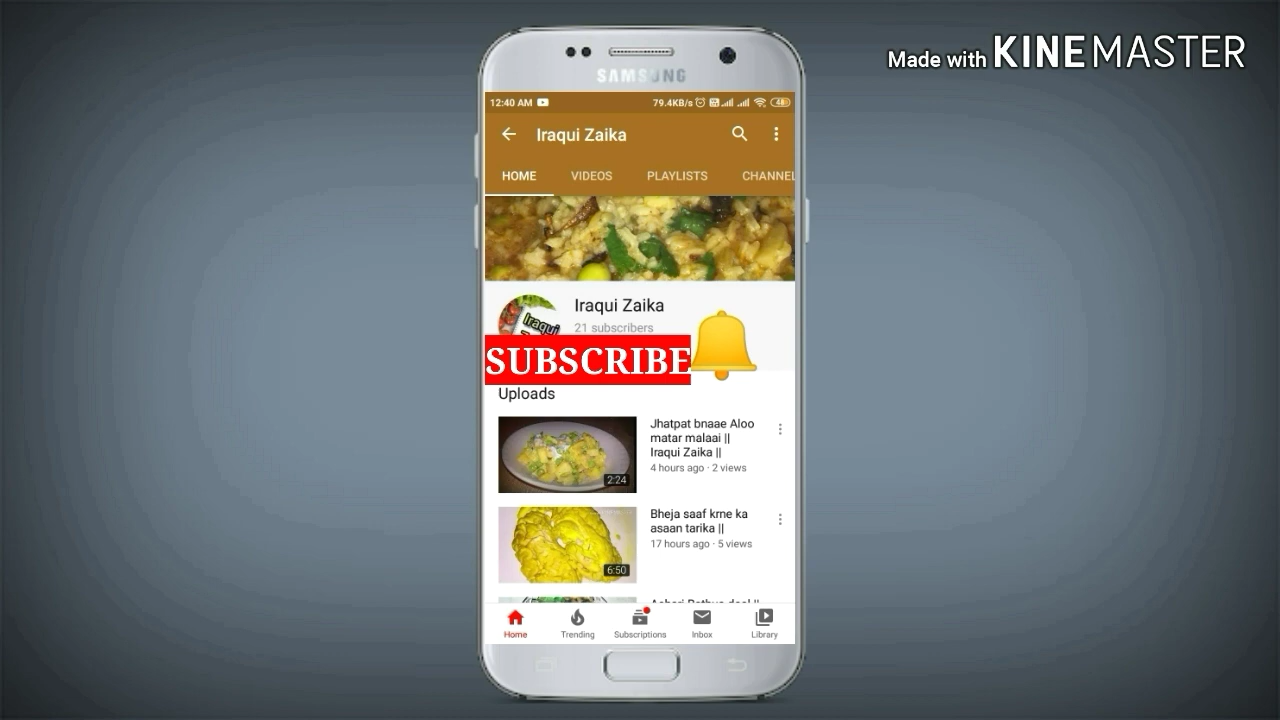 Made with KINEMASTER
SAMSUNG
12:40 AM
79.4KB/s
48
Iraqui Zaika
HOME VIDEOS PLAYLISTS CHANNEL
Iraqui
Iraqui Zaika
21 subscribers
SUBSCRIBE
Uploads
Jhatpat bnaae Aloo
matar malaai ||
Iraqui Zaika ||
4 hours ago · 2 views
2:24
Bheja saaf krne ka
asaan tarika ||
17 hours ago · 5 views
6:50
Home Trending Subscriptions Inbox Library